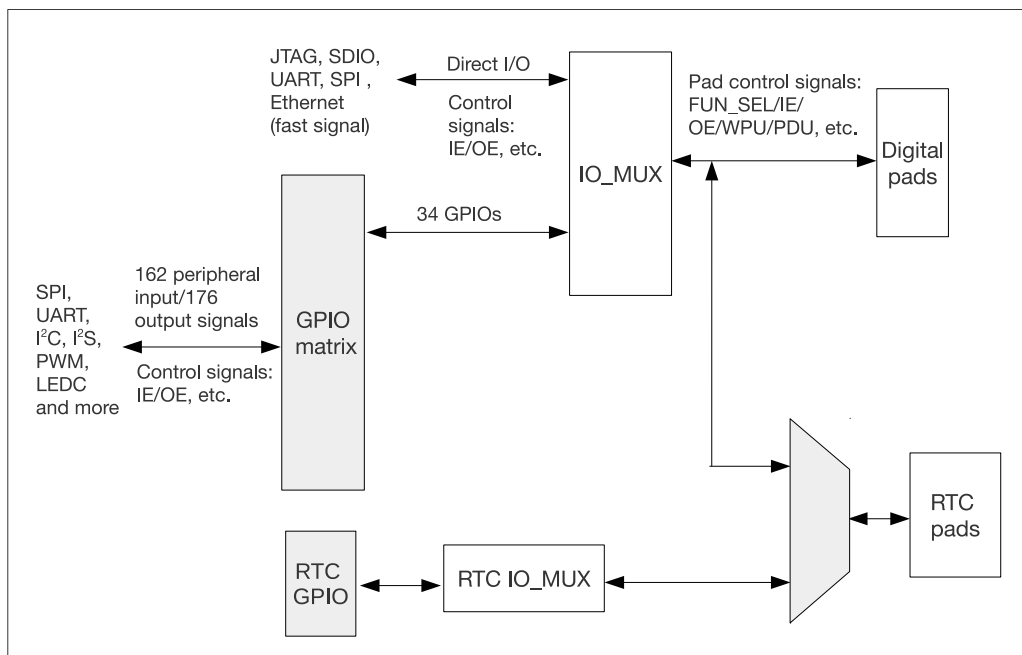 JTAG, SDIO,
UART, SPI ,
Ethernet
(fast signal)
Direct I/O
Control
signals:
IE/OE, etc.
Pad control signals:
FUN_SEL/IE/
OE/WPU/PDU, etc.
IO_MUX
Digital
pads
34 GPIOs
SPI,
UART,
I²C, I²S,
PWM,
LEDC
and more
162 peripheral
input/176
output signals
Control signals:
IE/OE, etc.
GPIO
matrix
RTC
GPIO
RTC IO_MUX
RTC
pads